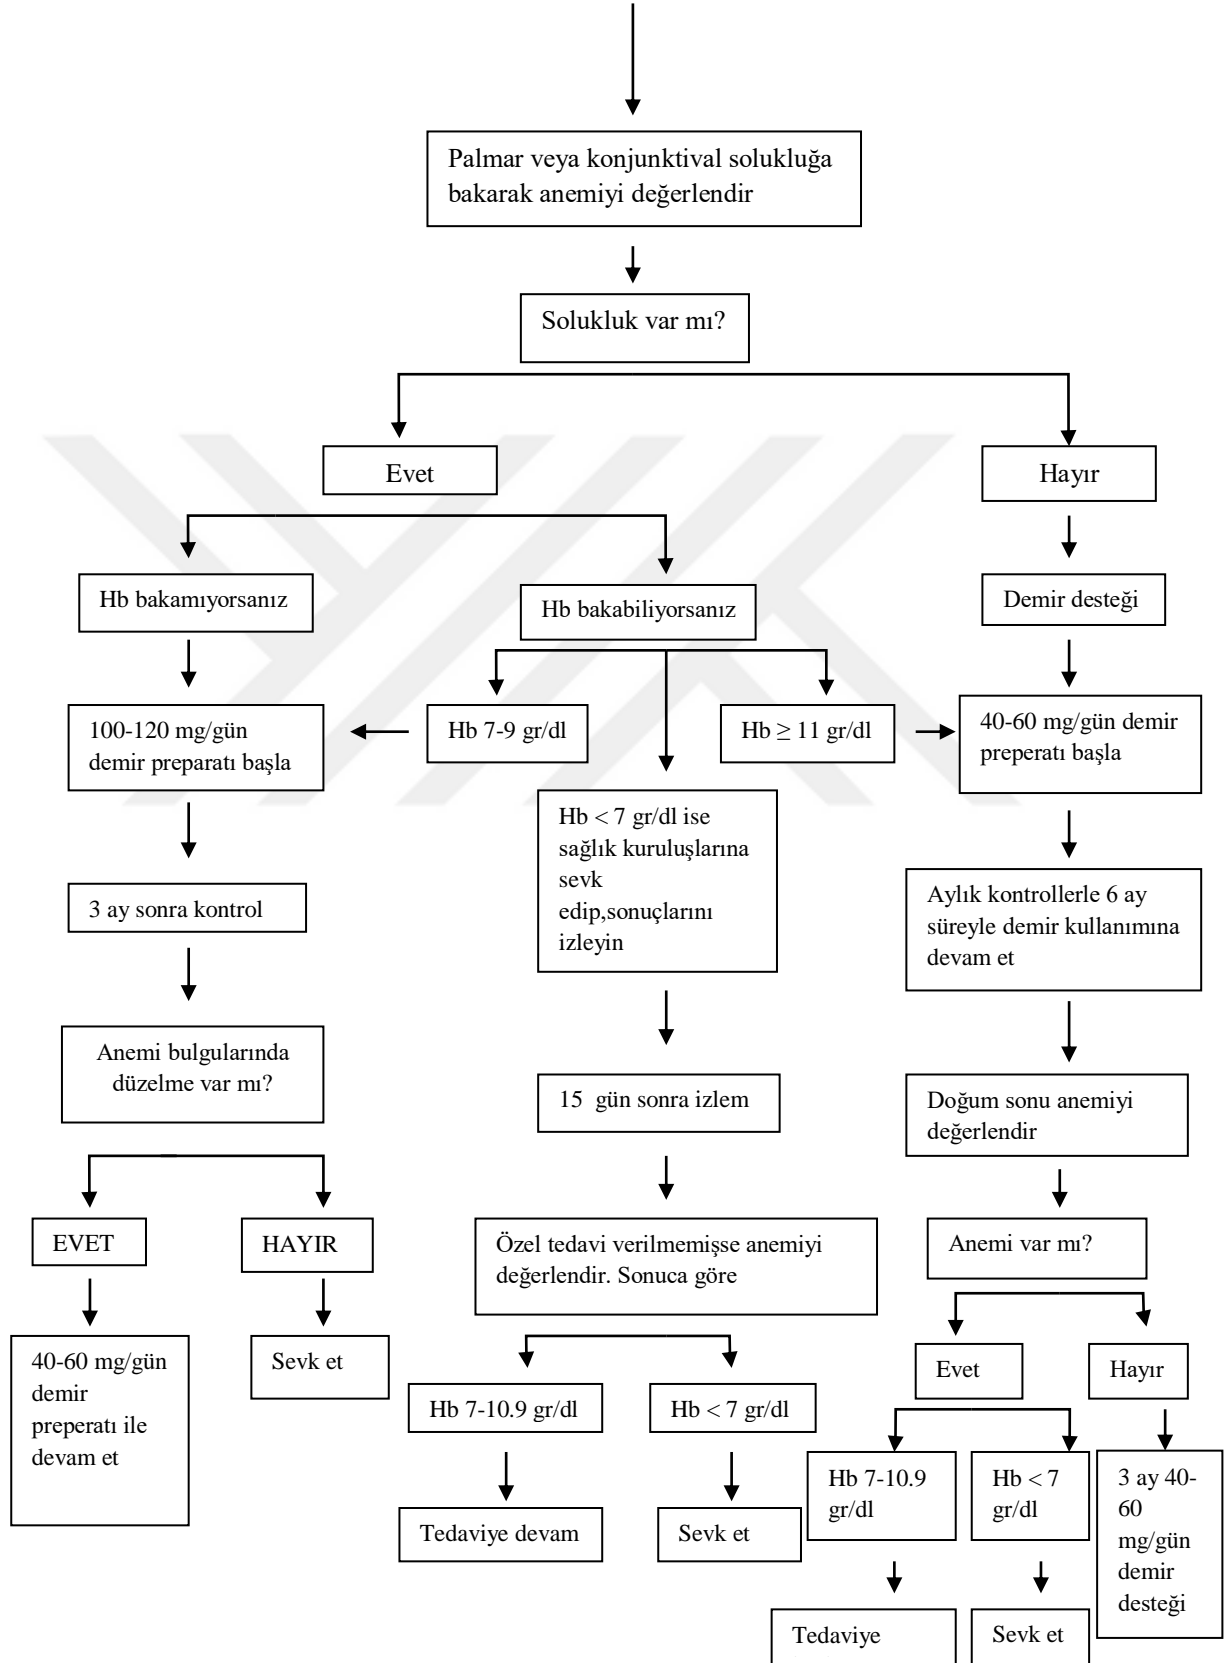 Palmar veya konjunktival solukluğa
bakarak anemiyi değerlendir
Solukluk var mı?
Evet
Hayır
Hb bakamıyorsanız
Hb bakabiliyorsanız
Demir desteği
100-120 mg/gün
demir preparatı başla
Hb 7-9 gr/dl
Hb ≥ 11 gr/dl
40-60 mg/gün demir
preperatı başla
Hb < 7 gr/dl ise
sağlık kuruluşlarına
sevk
edip,sonuçlarını
izleyin
3 ay sonra kontrol
Aylık kontrollerle 6 ay
süreyle demir kullanımına
devam et
Anemi bulgularında
düzelme var mı?
15 gün sonra izlem
Doğum sonu anemiyi
değerlendir
EVET
HAYIR
Özel tedavi verilmemişse anemiyi
değerlendir. Sonuca göre
Anemi var mı?
40-60 mg/gün
demir
preperatı ile
devam et
Sevk et
Hb 7-10.9 gr/dl
Hb < 7 gr/dl
Evet
Hayır
Tedaviye devam
Sevk et
Hb 7-10.9
gr/dl
Hb < 7
gr/dl
3 ay 40-
60
mg/gün
demir
desteği
Tedaviye
Sevk et